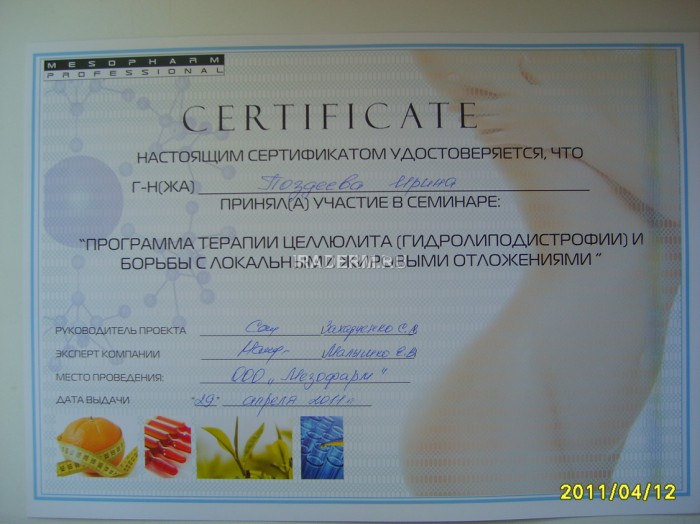 MESOPHARM
PROFESSIONAL
CERTIFICATE
НАСТОЯЩИМ СЕРТИФИКАТОМ УДОСТОВЕРЯЕТСЯ, ЧТО
Г-Н(ЖА) Поздеева Ирина
ПРИНЯЛ(А) УЧАСТИЕ В СЕМИНАРЕ:
"ПРОГРАММА ТЕРАПИИ ЦЕЛЛЮЛИТА (ГИДРОЛИПОДИСТРОФИИ) И
БОРЬБЫ С ЛОКАЛЬНЫМИ ЖИРОВЫМИ ОТЛОЖЕНИЯМИ"
РУКОВОДИТЕЛЬ ПРОЕКТА Захаренко С.В
ЭКСПЕРТ КОМПАНИИ
МЕСТО ПРОВЕДЕНИЯ: ООО "Мезофарм"
ДАТА ВЫДАЧИ "29" апреля 2011г
2011/04/12